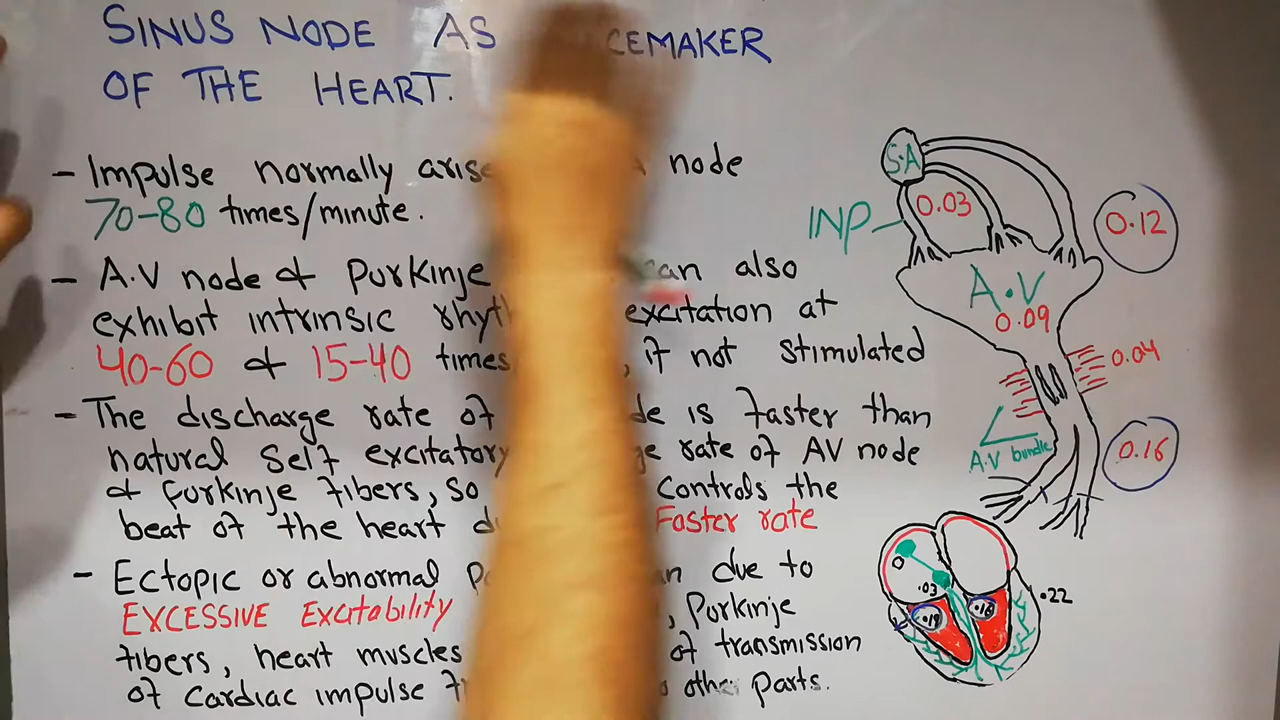 SINUS NODE AS CEMAKER
OF THE HEART.
- Impulse normally arise node
70-80 times/minute.
- A.V node & Purkinje can also
exhibit intrinsic rhyt excitation at
40-60 & 15-40 times , if not stimulated
- The discharge rate of de is faster than
natural self excitatory ge rate of AV node
& Purkinje fibers, so controls the
beat of the heart d Faster rate
- Ectopic or abnormal p n due to
EXCESSIVE Excitability , Purkinje
fibers, heart muscles of transmission
of cardiac impulse f other parts.
S.A
0.03
INP
0.12
A.V
0.09
0.04
A.V bundle
0.16
0
.03
.19
.16
.22